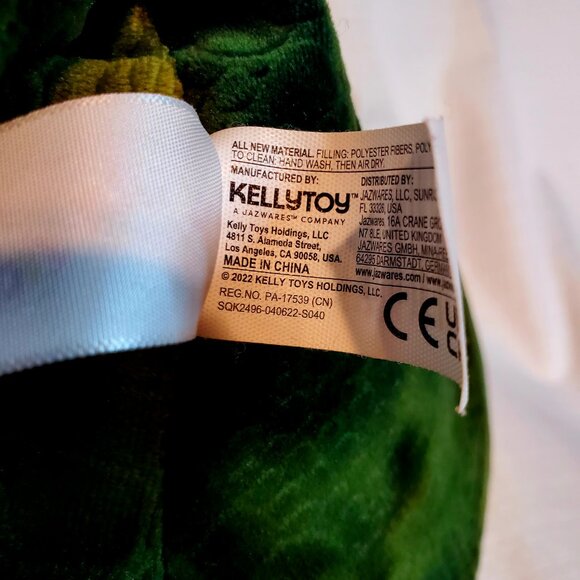 ALL NEW MATERIAL. FILLING: POLYESTER FIBERS, POLY
TO CLEAN: HAND WASH, THEN AIR DRY.
MANUFACTURED BY:
KELLYTOY™
A JAZWARES™ COMPANY
Kelly Toys Holdings, LLC
4811 S. Alameda Street,
Los Angeles, CA 90058, USA.
MADE IN CHINA
© 2022 KELLY TOYS HOLDINGS, LLC.
REG.NO. PA-17539 (CN)
SQK2496-040622-S040
DISTRIBUTED BY:
JAZWARES, LLC, SUNR
FL 33326, USA
Jazwares 16A CRANE GRO
N7 8LE, UNITED KINGDOM
JAZWARES GMBH, MINNA
64295 DARMSTADT, GERMAN
www.jazwares.com
CE